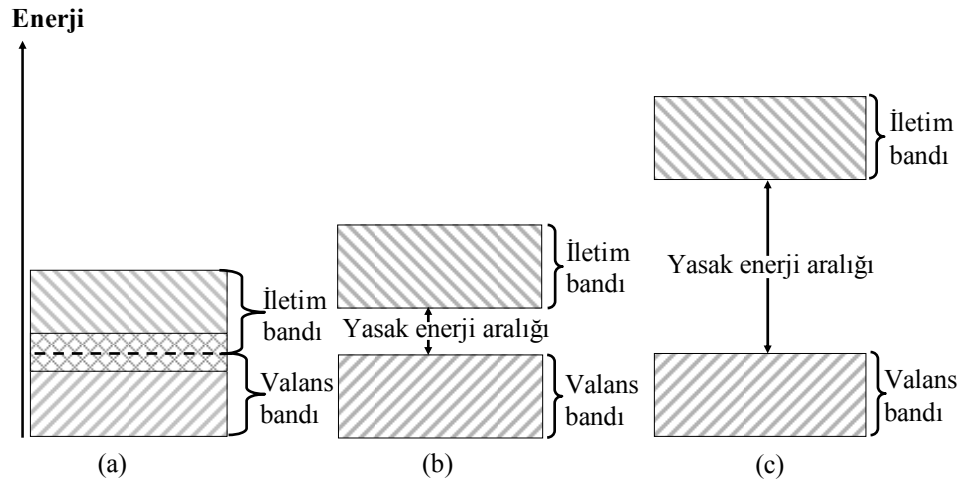 Enerji
İletim
bandı
Valans
bandı
(a)
İletim
bandı
Yasak enerji aralığı
Valans
bandı
(b)
İletim
bandı
Yasak enerji aralığı
Valans
bandı
(c)